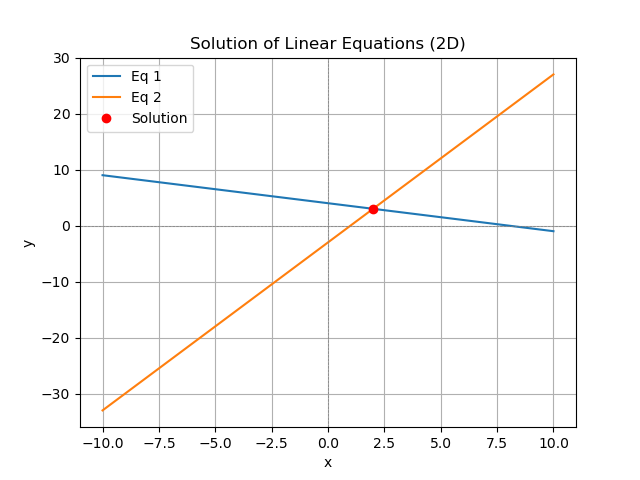 Solution of Linear Equations (2D)
Eq 1
Eq 2
Solution
y
30
20
10
0
−10
−20
−30
−10.0 −7.5 −5.0 −2.5 0.0 2.5 5.0 7.5 10.0
x